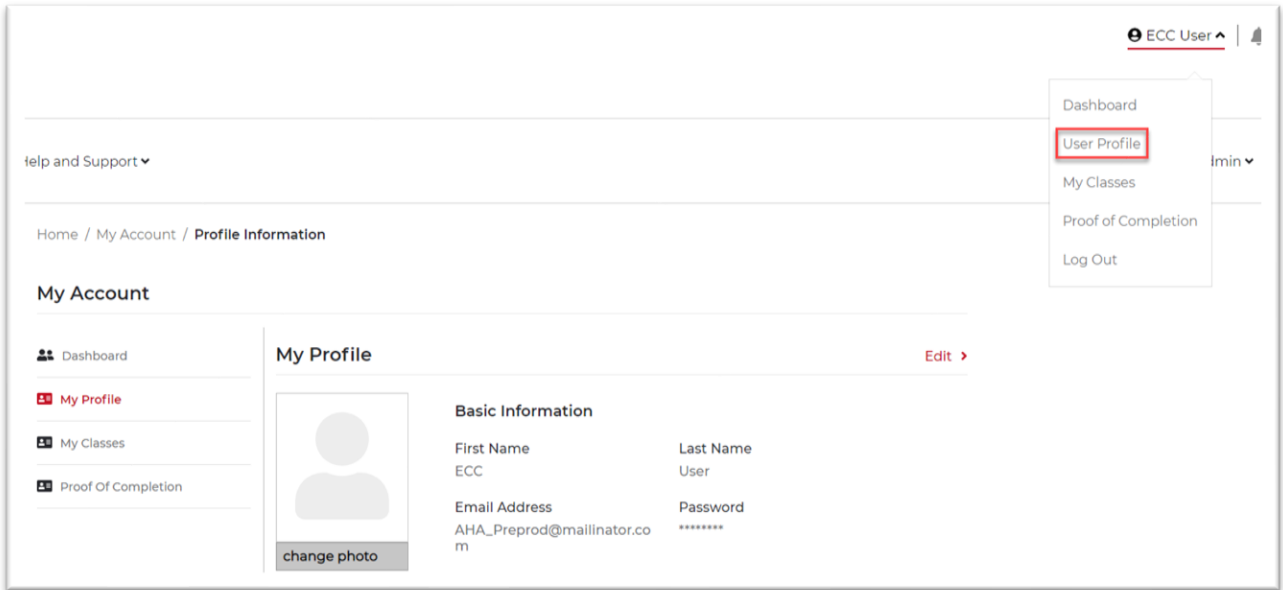 ECC User
Dashboard
User Profile
My Classes
Proof of Completion
Log Out
Help and Support
dmin
Home / My Account / Profile Information
My Account
Dashboard
My Profile
My Classes
Proof Of Completion
My Profile
Edit
change photo
Basic Information
First Name Last Name
ECC User
Email Address Password
AHA_Preprod@mailinator.co ********
m